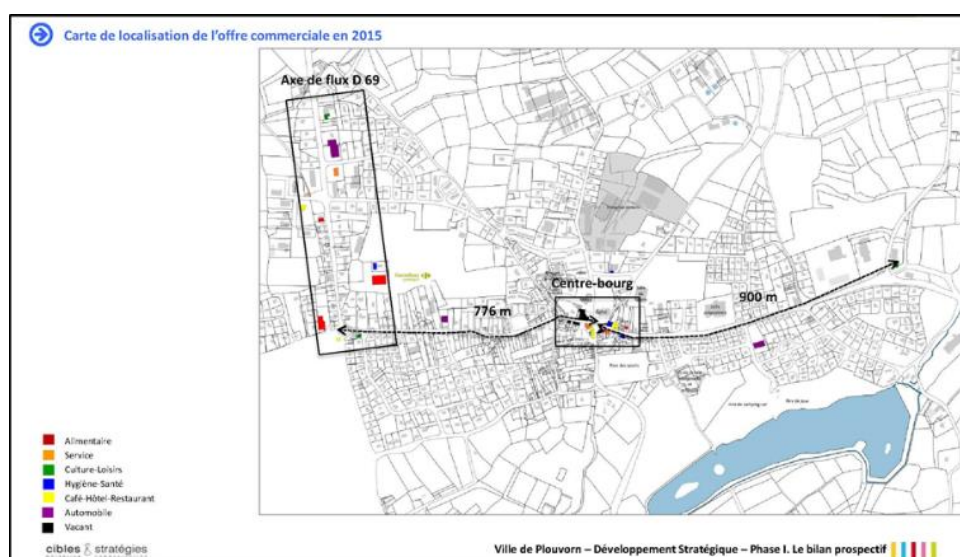 Carte de localisation de l'offre commerciale en 2015
Axe de flux D 69
Centre-bourg
776 m
900 m
Carrefour
Alimentaire
Service
Culture-Loisirs
Hygiène-Santé
Café-Hôtel-Restaurant
Automobile
Vacant
cibles & stratégies
Ville de Plouvorn – Développement Stratégique – Phase I. Le bilan prospectif